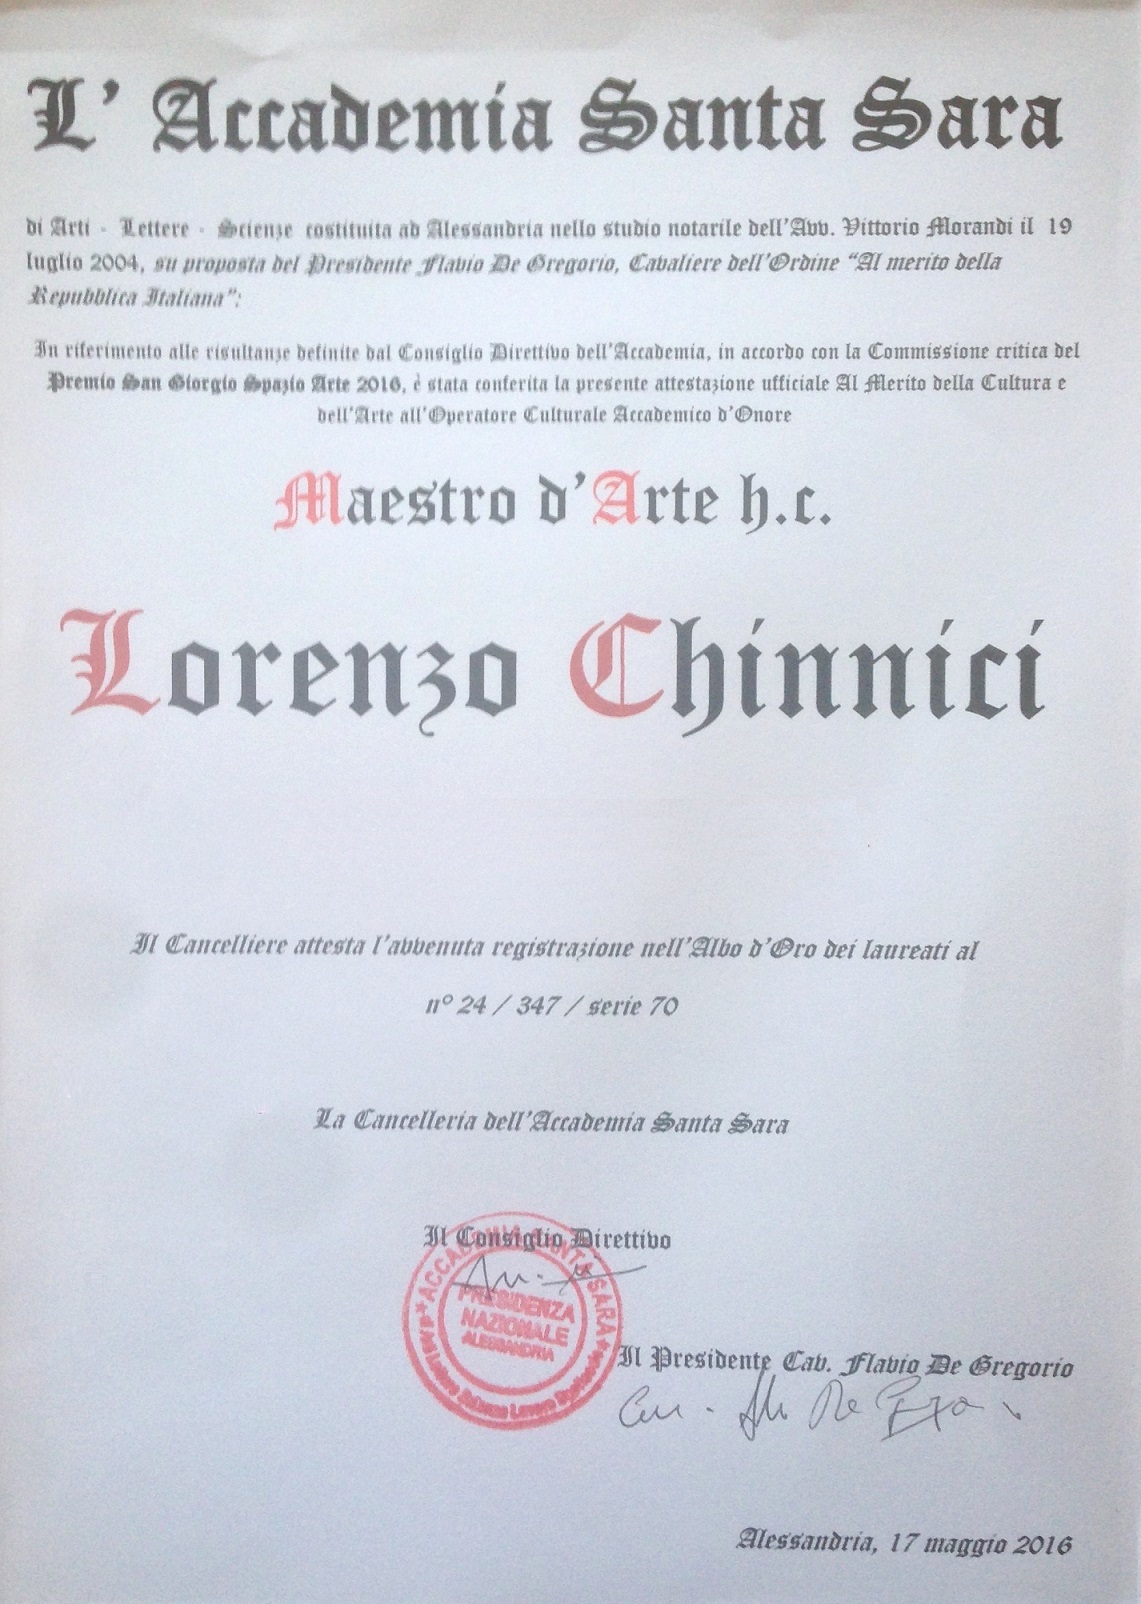 L' Accademia Santa Sara
di Arti - Lettere - Scienze costituita ad Alessandria nello studio notarile dell'Avv. Vittorio Morandi il 19
luglio 2004, su proposta del Presidente Flavio De Gregorio, Cavaliere dell'Ordine “Al merito della
Repubblica Italiana”:
In riferimento alle risultanze definite dal Consiglio Direttivo dell'Accademia, in accordo con la Commissione critica del
Premio San Giorgio Spazio Arte 2016, è stata conferita la presente attestazione ufficiale Al Merito della Cultura e
dell'Arte all'Operatore Culturale Accademico d'Onore
Maestro d'Arte h.c.
Lorenzo Chinnici
Il Cancelliere attesta l'avvenuta registrazione nell'Albo d'Oro dei laureati al
n° 24 / 347 / serie 70
La Cancelleria dell'Accademia Santa Sara
Il Consiglio Direttivo
ACCADEMIA SANTA SARA
PRESIDENZA
NAZIONALE
ALESSANDRIA
Il Presidente Cav. Flavio De Gregorio
Alessandria, 17 maggio 2016